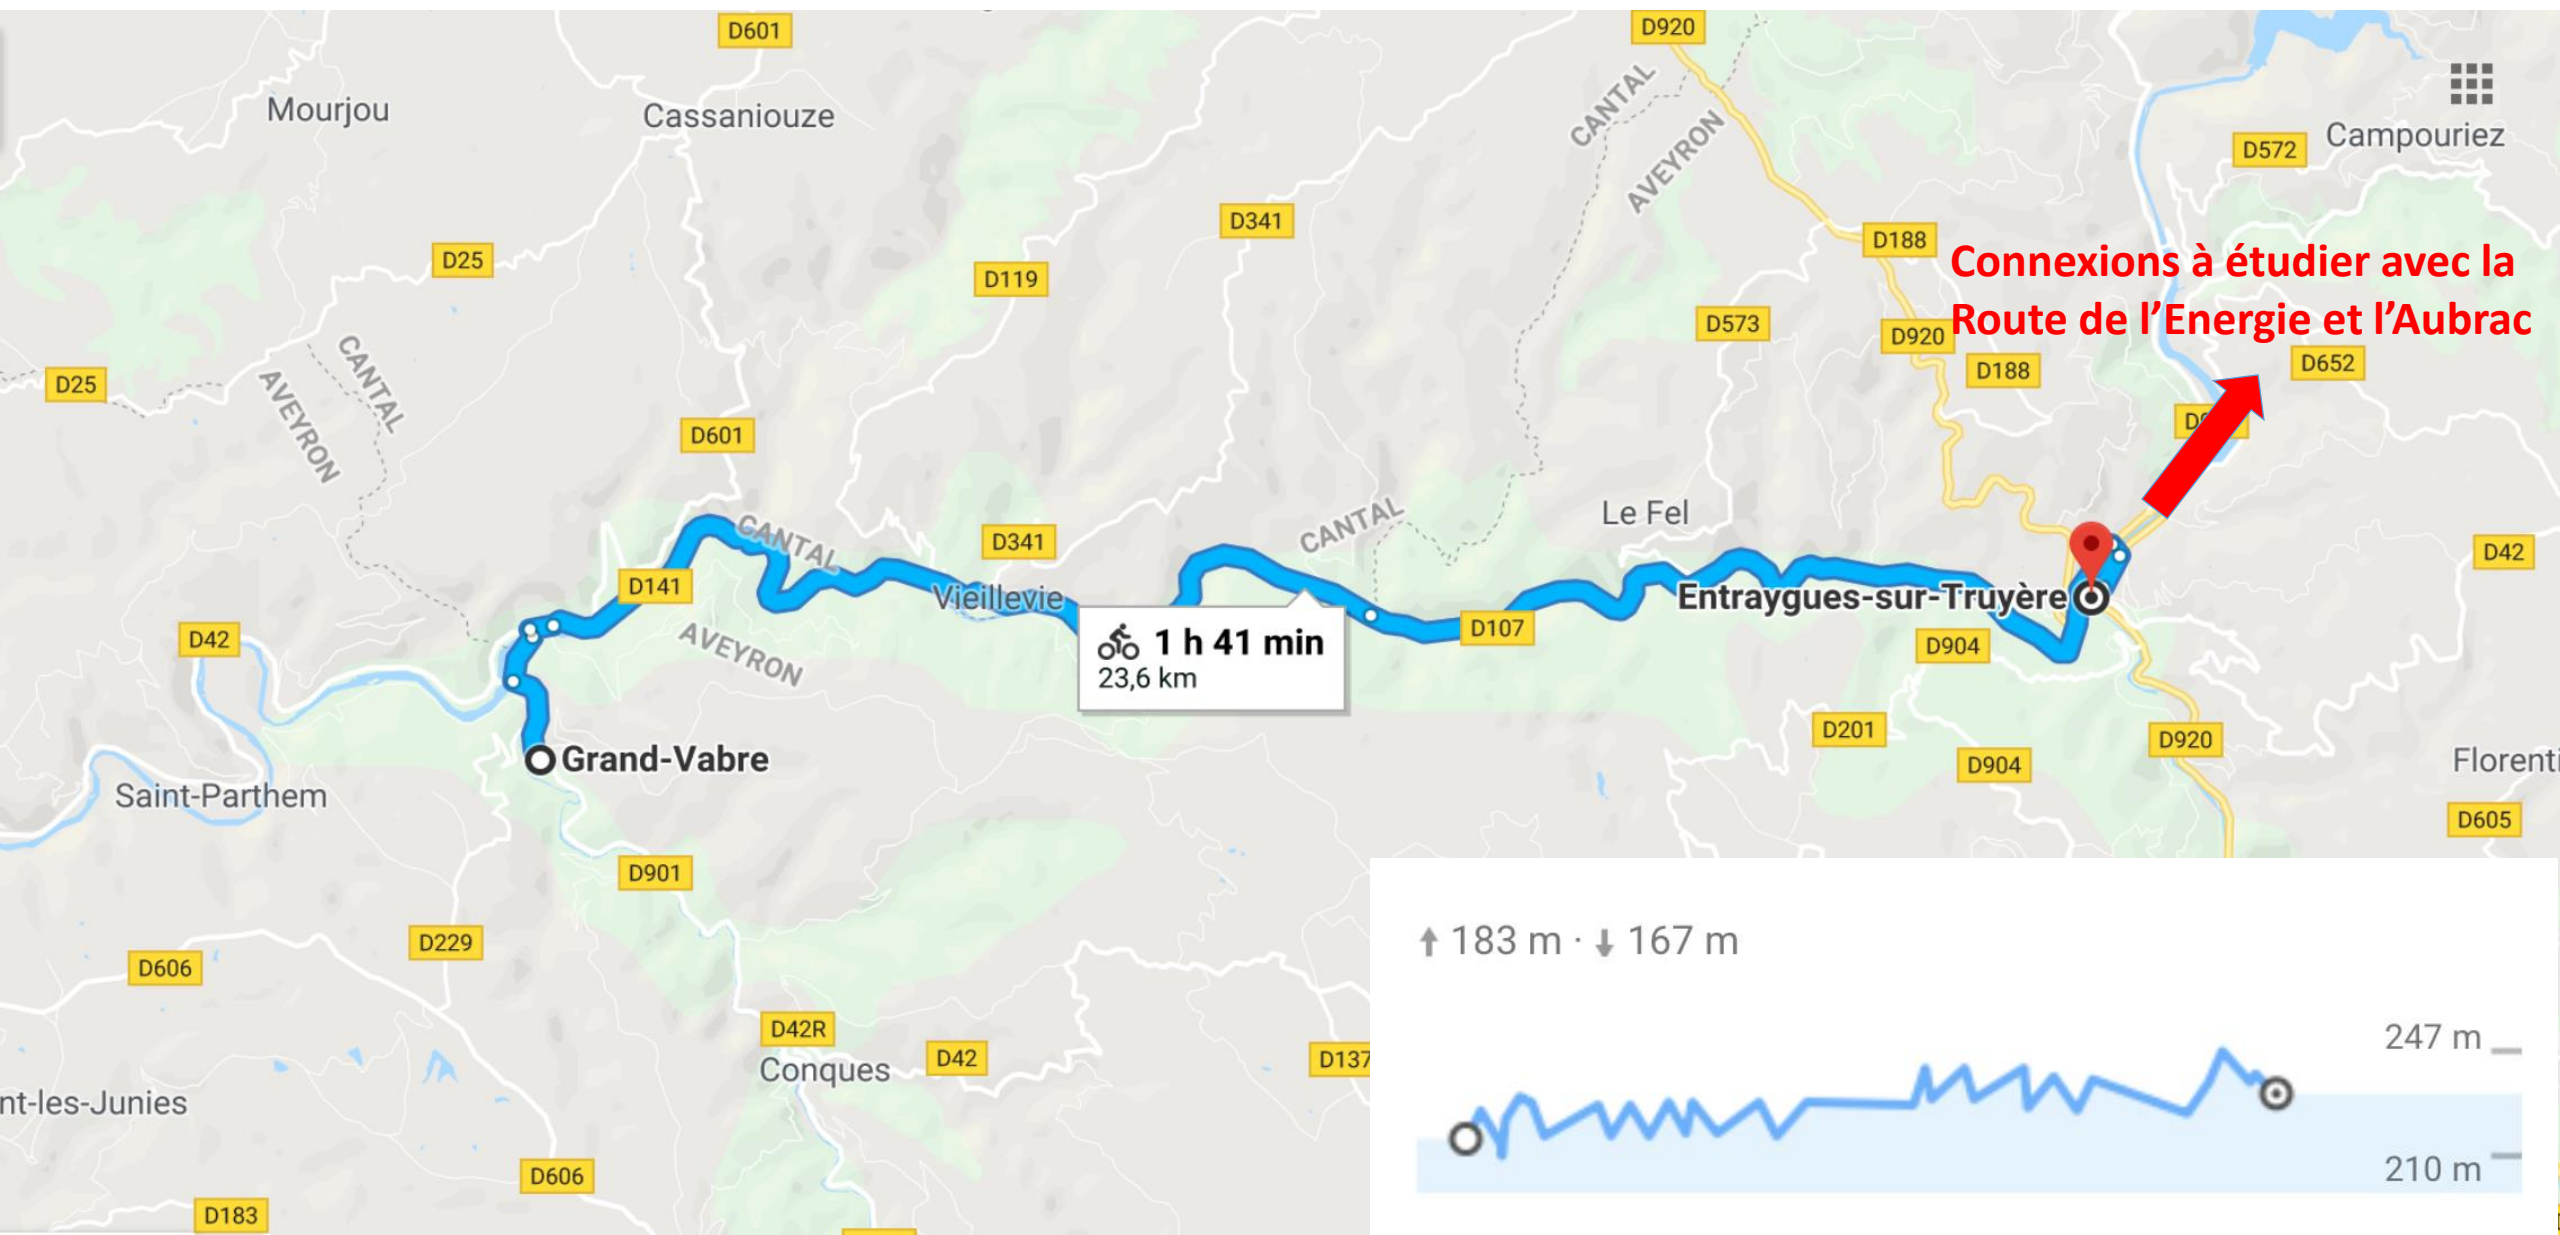 D601
D920
Mourjou
Cassaniouze
CANTAL
AVEYRON
D572
Campouriez
D341
D188
D25
D119
Connexions à étudier avec la
Route de l'Energie et l'Aubrac
D573
D920
D188
D652
D25
CANTAL
AVEYRON
D601
CANTAL
Le Fel
CANTAL
D341
D42
D141
Vieillevie
Entraygues-sur-Truyère
D107
1 h 41 min
23,6 km
D42
AVEYRON
D904
D201
D920
Grand-Vabre
D904
Florenti
Saint-Parthem
D605
D901
D229
183 m · 167 m
D606
D42R
247 m
D42
D137
Conques
nt-les-Junies
D606
210 m
D183